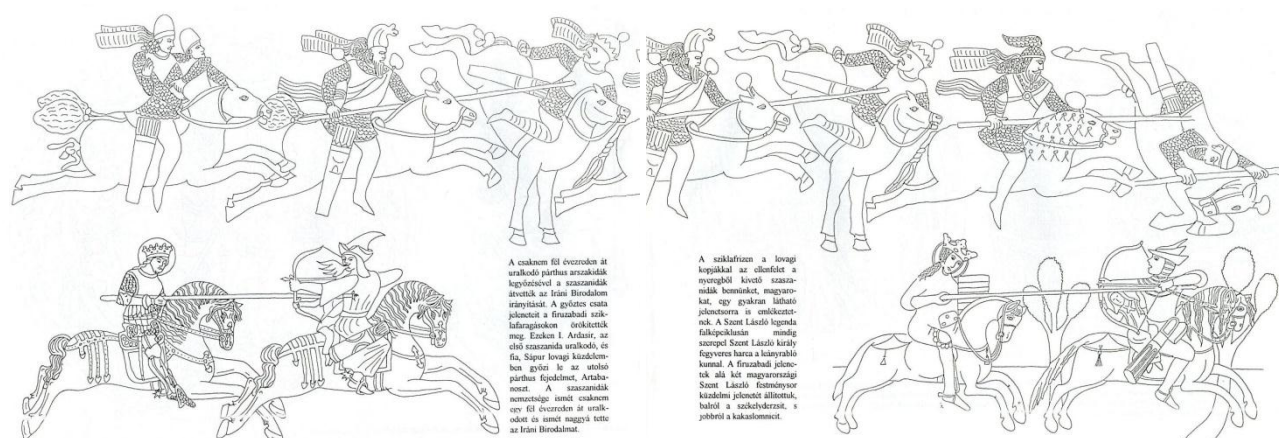 A csaknem fél évezreden át
uralkodó párthus arszakidák
legyőzésével a szaszanidák
átvették az Iráni Birodalom
irányítását. A győztes csata
jeleneteit a firuzabadi szik-
lafaragásokon örökítették
meg. Ezeken I. Ardasir, az
első szaszanida uralkodó, és
fia, Sápur lovagi küzdelem-
ben győzi le az utolsó
párthus fejedelmet, Artaba-
noszt. A szaszanidák
nemzetsége ismét csaknem
egy fél évezreden át uralk-
odott és ismét naggyá tette
az Iráni Birodalmat.
A sziklafrizen a lovagi
kopjákkal az ellenfelet a
nyeregből kivető szasza-
nidák bennünket, magyaro-
kat, egy gyakran látható
jelenetsorra is emlékeztet-
nek. A Szent László legenda
falképciklusán mindig
szerepel Szent László király
fegyveres harca a leányrabló
kunnal. A firuzabadi jelene-
tek alá két magyarországi
Szent László festménysor
küzdelmi jelenetét állítottuk,
balról a székelyderzsit, s
jobbról a kakaslomnicit.